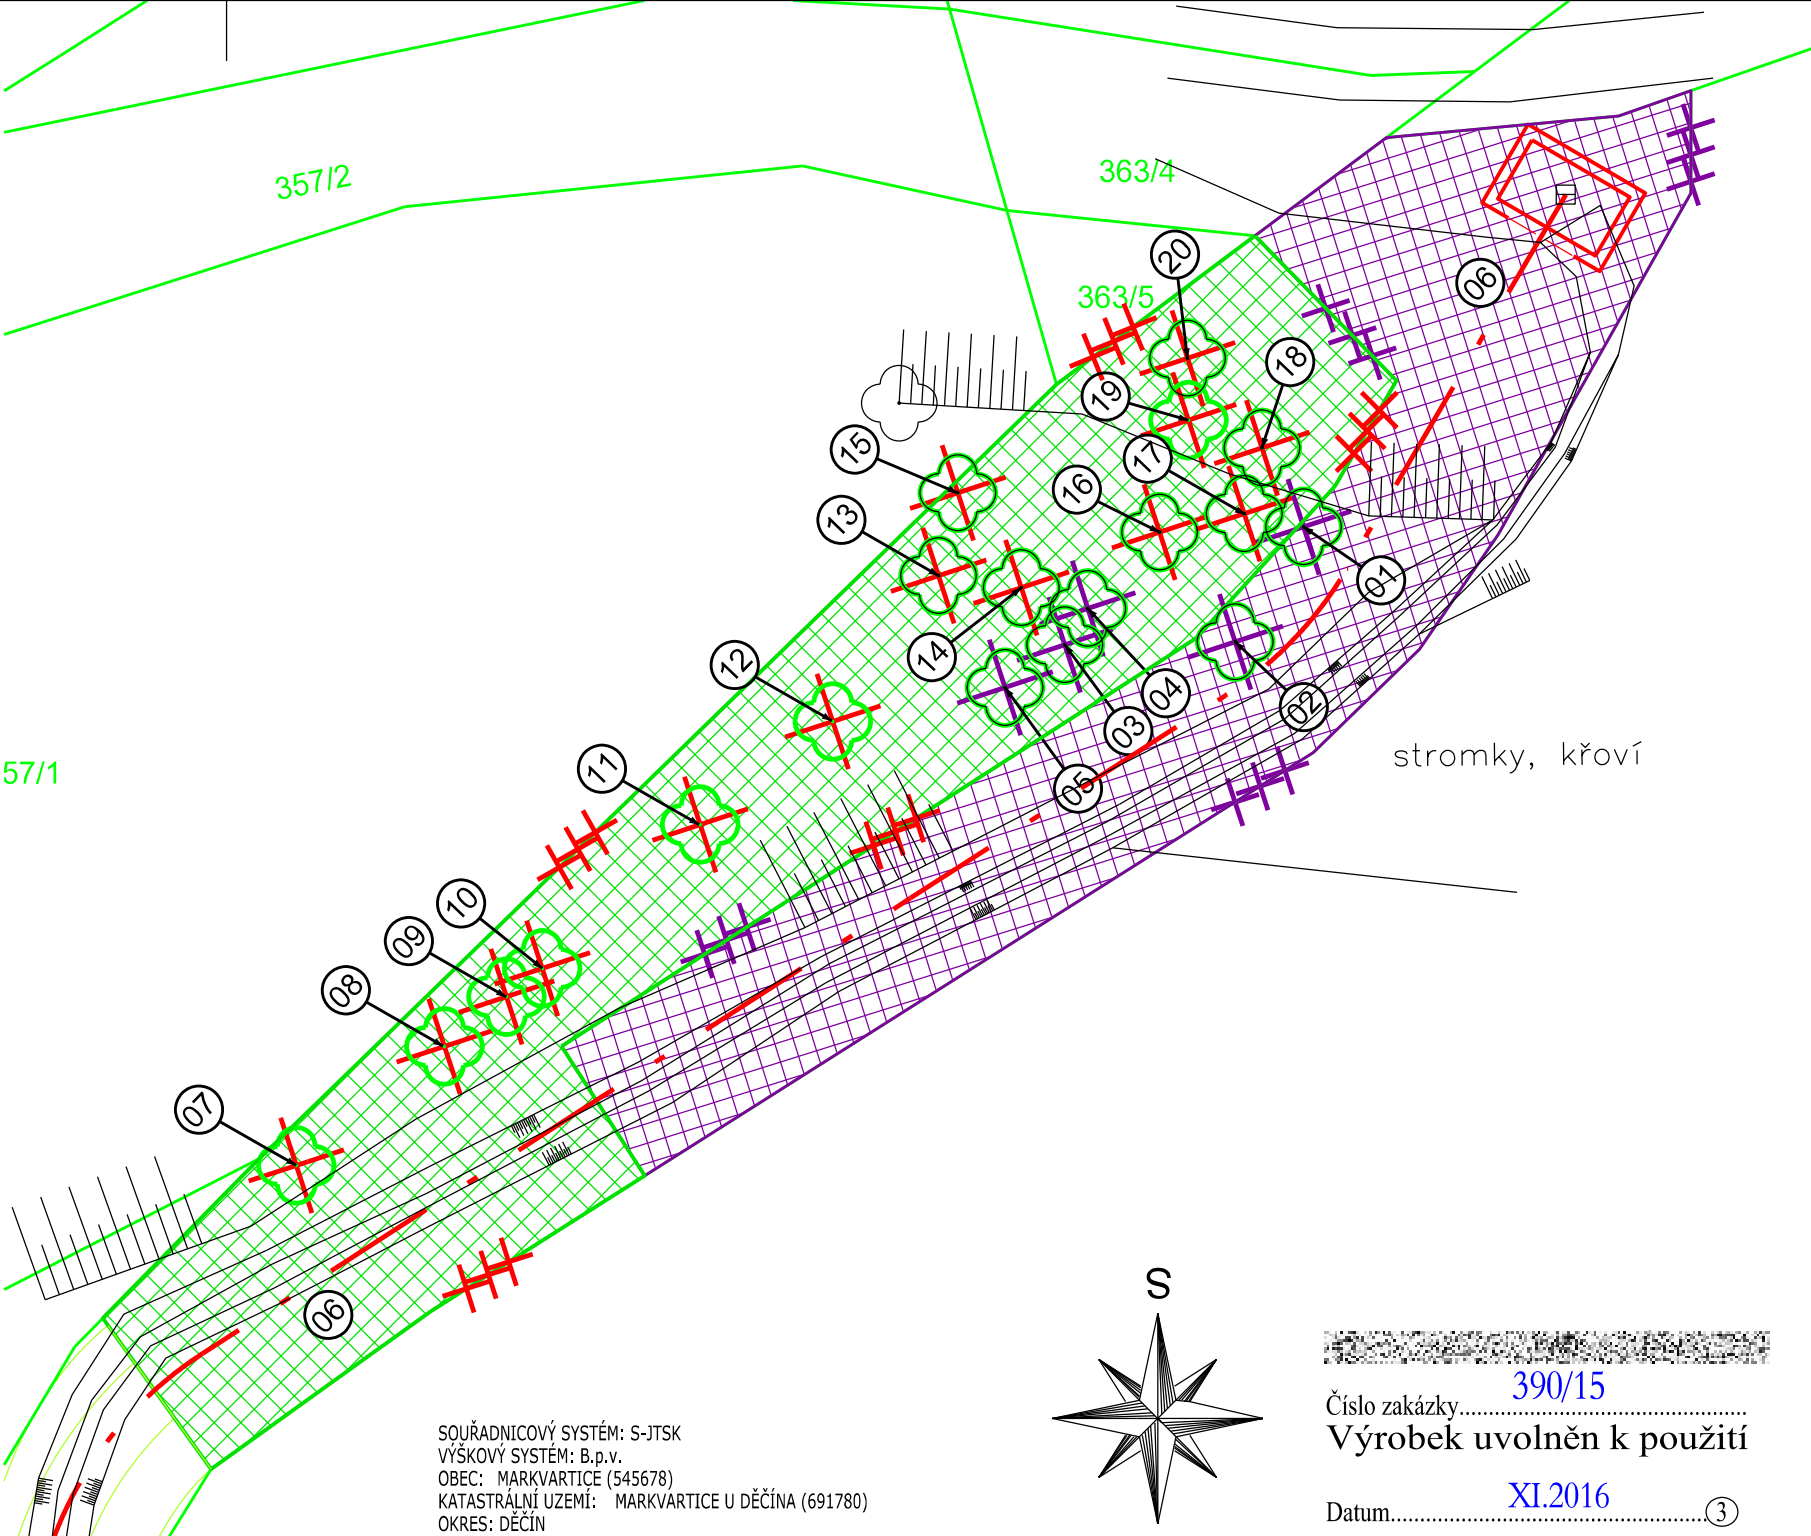 357/2
363/4
363/5
20
06
18
19
15
17
16
13
01
14
12
04
02
03
stromky, křoví
57/1
11
05
10
09
08
07
06
S
390/15
Číslo zakázky
Výrobek uvolněn k použití
XI.2016
Datum
3
SOUŘADNICOVÝ SYSTÉM: S-JTSK
VÝŠKOVÝ SYSTÉM: B.p.v.
OBEC: MARKVARTICE (545678)
KATASTRÁLNÍ UZEMÍ: MARKVARTICE U DĚČÍNA (691780)
OKRES: DĚČÍN